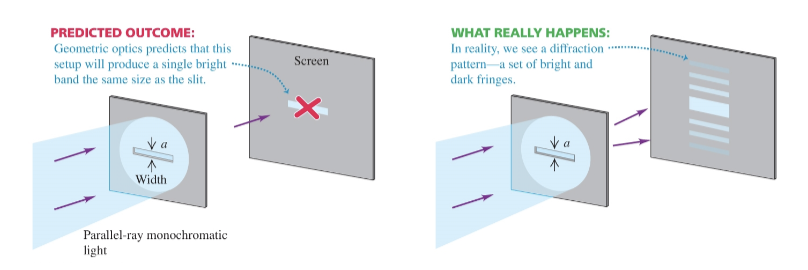 PREDICTED OUTCOME:
Geometric optics predicts that this
setup will produce a single bright
band the same size as the slit.
Screen
a
Width
Parallel-ray monochromatic
light
WHAT REALLY HAPPENS:
In reality, we see a diffraction
pattern—a set of bright and
dark fringes.
a